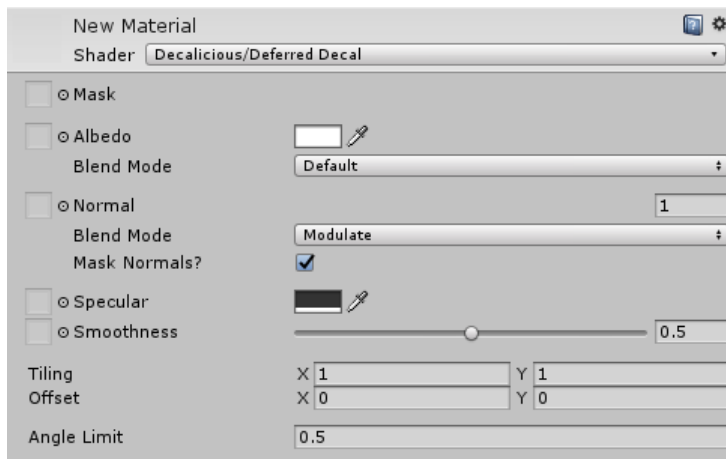 New Material
Shader Decalicious/Deferred Decal
Mask
Albedo
Blend Mode Default
Normal 1
Blend Mode Modulate
Mask Normals?
Specular
Smoothness 0.5
Tiling X 1 Y 1
Offset X 0 Y 0
Angle Limit 0.5